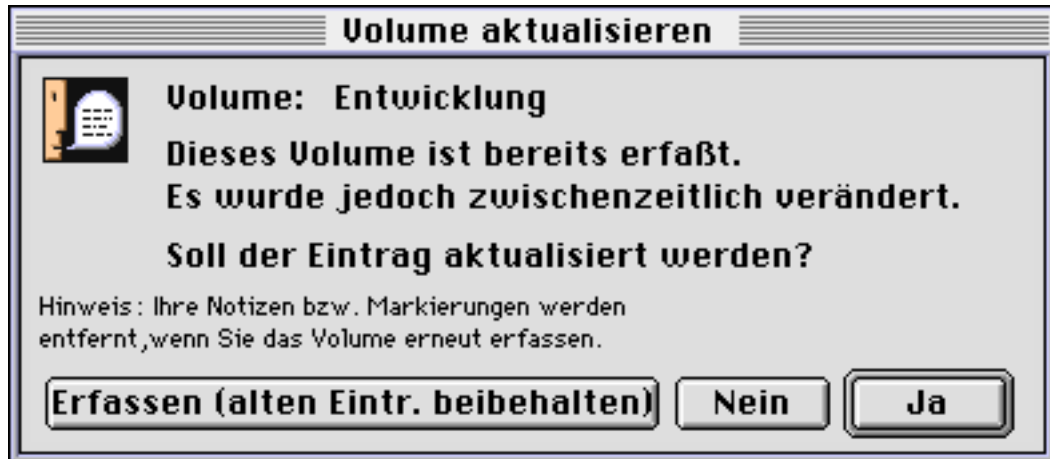 Volume aktualisieren
Volume: Entwicklung
Dieses Volume ist bereits erfaßt.
Es wurde jedoch zwischenzeitlich verändert.
Soll der Eintrag aktualisiert werden?
Hinweis: Ihre Notizen bzw. Markierungen werden
entfernt,wenn Sie das Volume erneut erfassen.
Erfassen (alten Eintr. beibehalten) Nein Ja